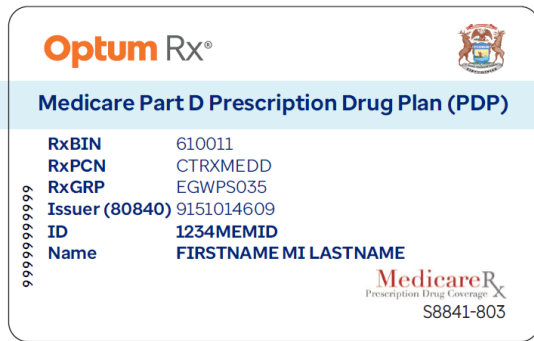 Optum Rx®
Medicare Part D Prescription Drug Plan (PDP)
RxBIN 610011
RxPCN CTRXMEDD
RxGRP EGWPS035
Issuer (80840) 9151014609
ID 1234MEMID
Name FIRSTNAME MI LASTNAME
99999999999999
MedicareRx
Prescription Drug Coverage
S8841-803